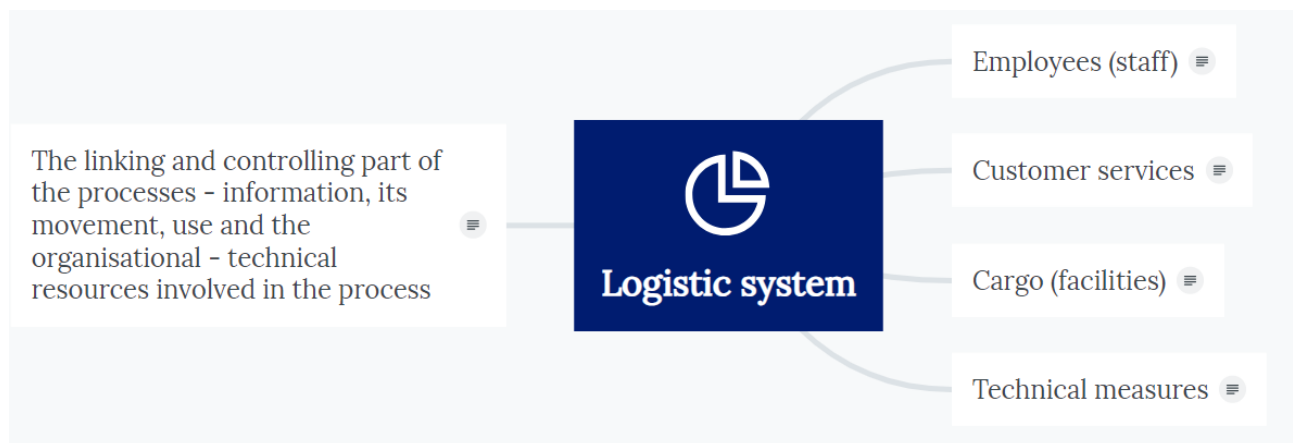 The linking and controlling part of
the processes - information, its
movement, use and the
organisational - technical
resources involved in the process
Logistic system
Employees (staff)
Customer services
Cargo (facilities)
Technical measures